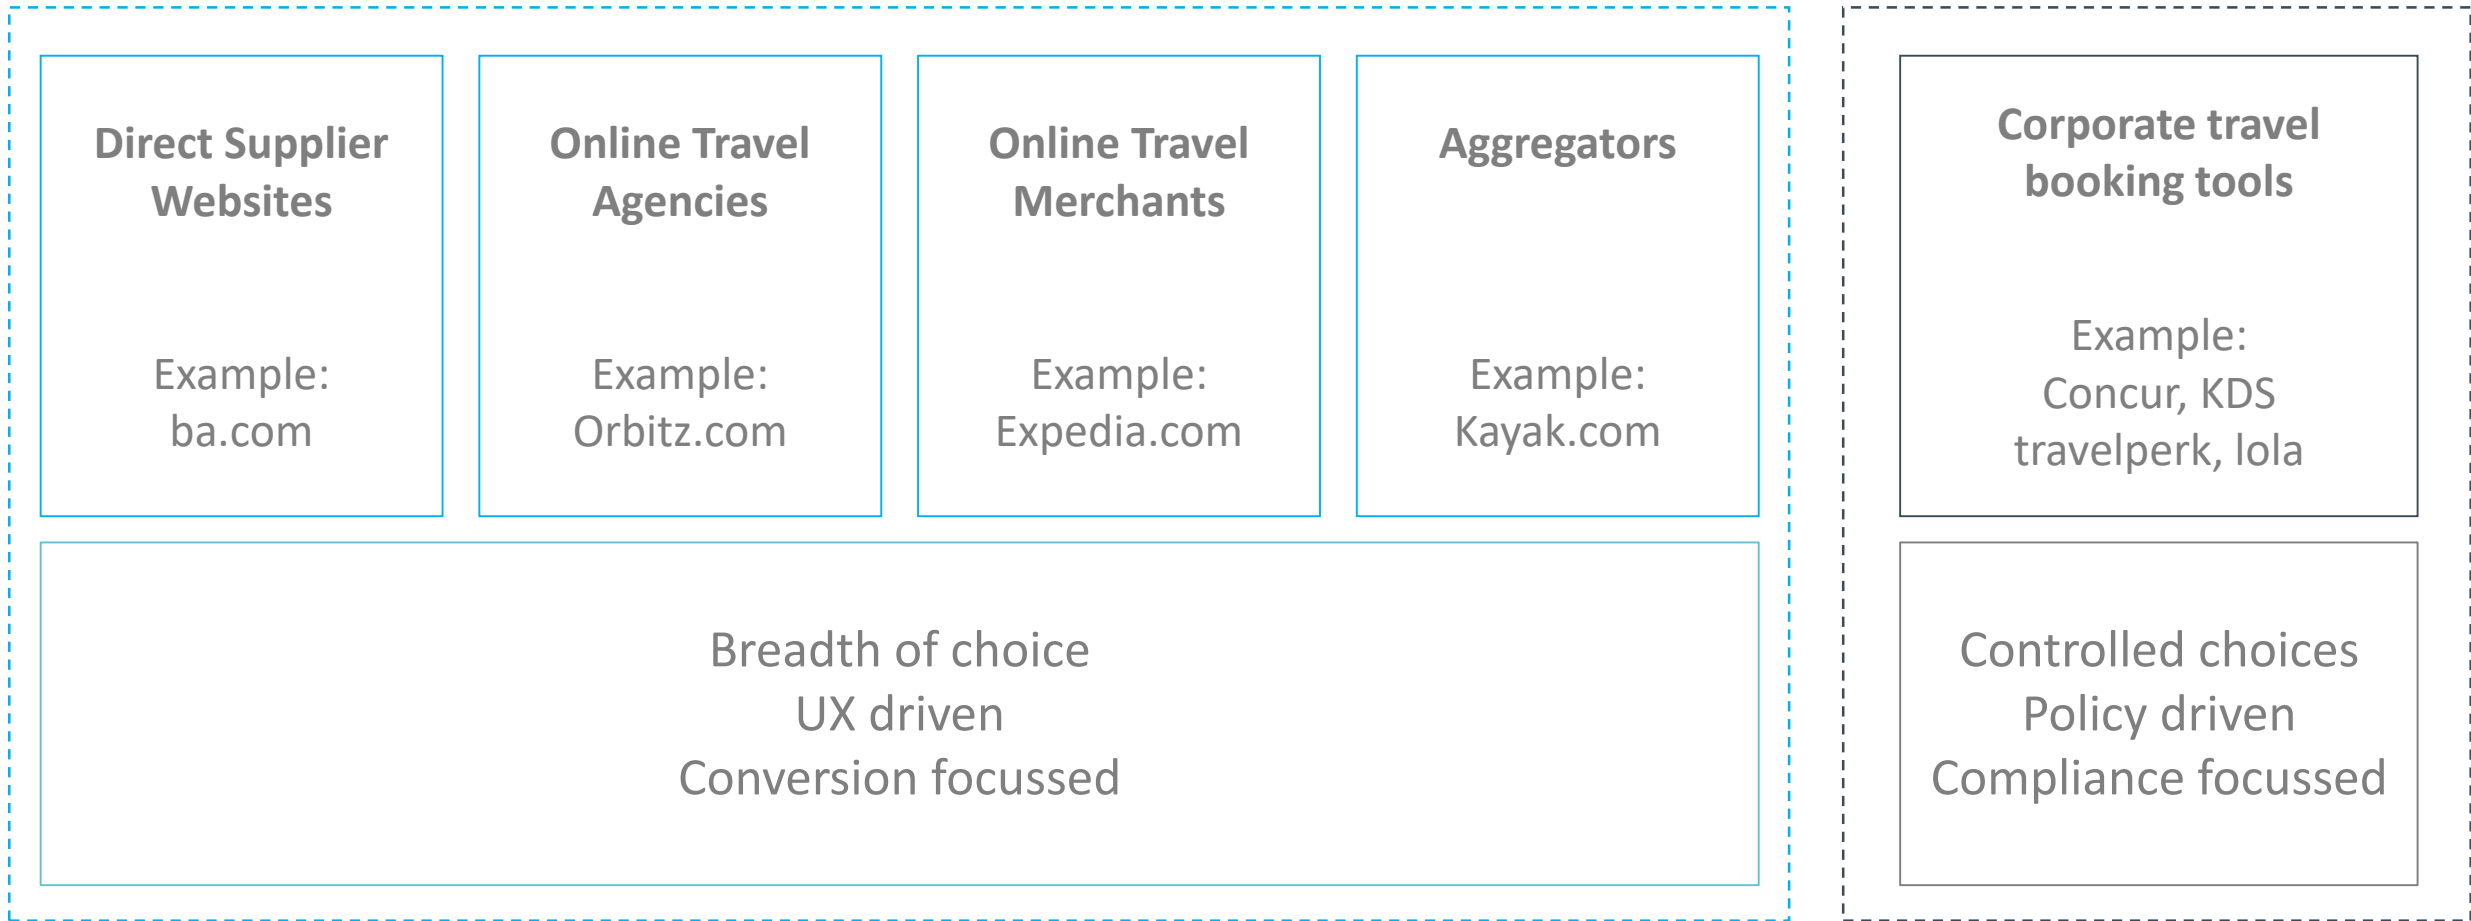 Direct Supplier
Websites
Example:
ba.com
Online Travel
Agencies
Example:
Orbitz.com
Online Travel
Merchants
Example:
Expedia.com
Aggregators
Example:
Kayak.com
Breadth of choice
UX driven
Conversion focussed
Corporate travel
booking tools
Example:
Concur, KDS
travelperk, lola
Controlled choices
Policy driven
Compliance focussed